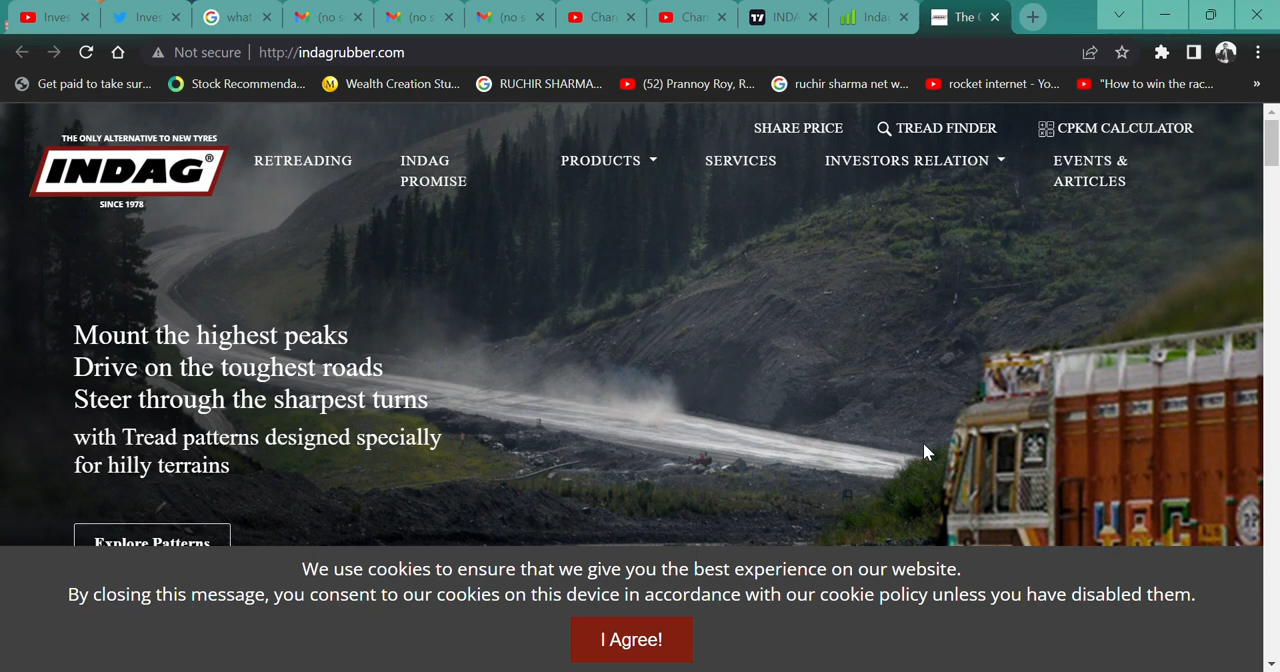 Inves
Inves
what
(no s
(no s
(no s
Chan
Chan
INDA
Indag
The (
Not secure
http://indagrubber.com
Get paid to take sur...
Stock Recommenda...
Wealth Creation Stu...
RUCHIR SHARMA...
(52) Prannoy Roy, R...
ruchir sharma net w...
rocket internet - Yo...
"How to win the rac...
»
SHARE PRICE
TREAD FINDER
CPKM CALCULATOR
THE ONLY ALTERNATIVE TO NEW TYRES
INDAG®
SINCE 1978
RETREADING
INDAG
PROMISE
PRODUCTS
SERVICES
INVESTORS RELATION
EVENTS &
ARTICLES
Mount the highest peaks
Drive on the toughest roads
Steer through the sharpest turns
with Tread patterns designed specially
for hilly terrains
Explore Patterns
We use cookies to ensure that we give you the best experience on our website.
By closing this message, you consent to our cookies on this device in accordance with our cookie policy unless you have disabled them.
I Agree!